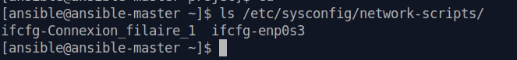 [ansible@ansible-master ~]$ ls /etc/sysconfig/network-scripts/
ifcfg-Connexion_filaire_1  ifcfg-enp0s3
[ansible@ansible-master ~]$